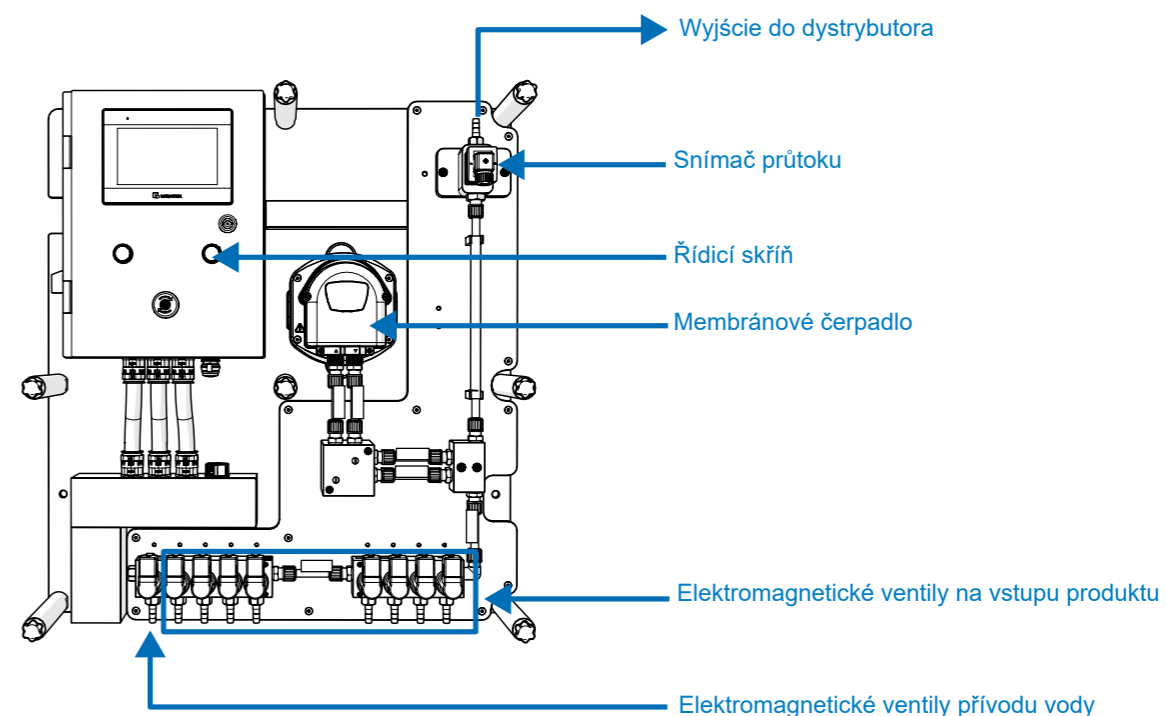 Wyjście do dystrybutora
Snímač průtoku
Řídicí skříň
Membránové čerpadlo
Elektromagnetické ventily na vstupu produktu
Elektromagnetické ventily přívodu vody